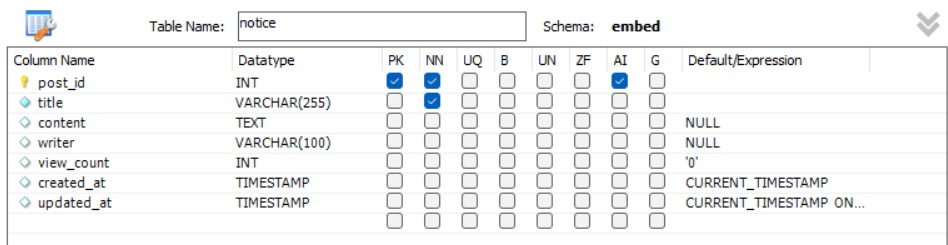 Table Name: notice Schema: embed
Column Name Datatype PK NN UQ B UN ZF AI G Default/Expression
post_id INT
title VARCHAR(255)
content TEXT NULL
writer VARCHAR(100) NULL
view_count INT '0'
created_at TIMESTAMP CURRENT_TIMESTAMP
updated_at TIMESTAMP CURRENT_TIMESTAMP ON...